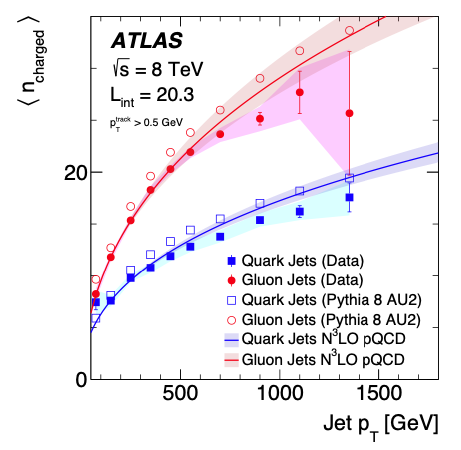 ⟨ n_charged ⟩
ATLAS
√s = 8 TeV
L_int = 20.3
p_T^track > 0.5 GeV
20
0
Quark Jets (Data)
Gluon Jets (Data)
Quark Jets (Pythia 8 AU2)
Gluon Jets (Pythia 8 AU2)
Quark Jets N³LO pQCD
Gluon Jets N³LO pQCD
500 1000 1500
Jet p_T [GeV]